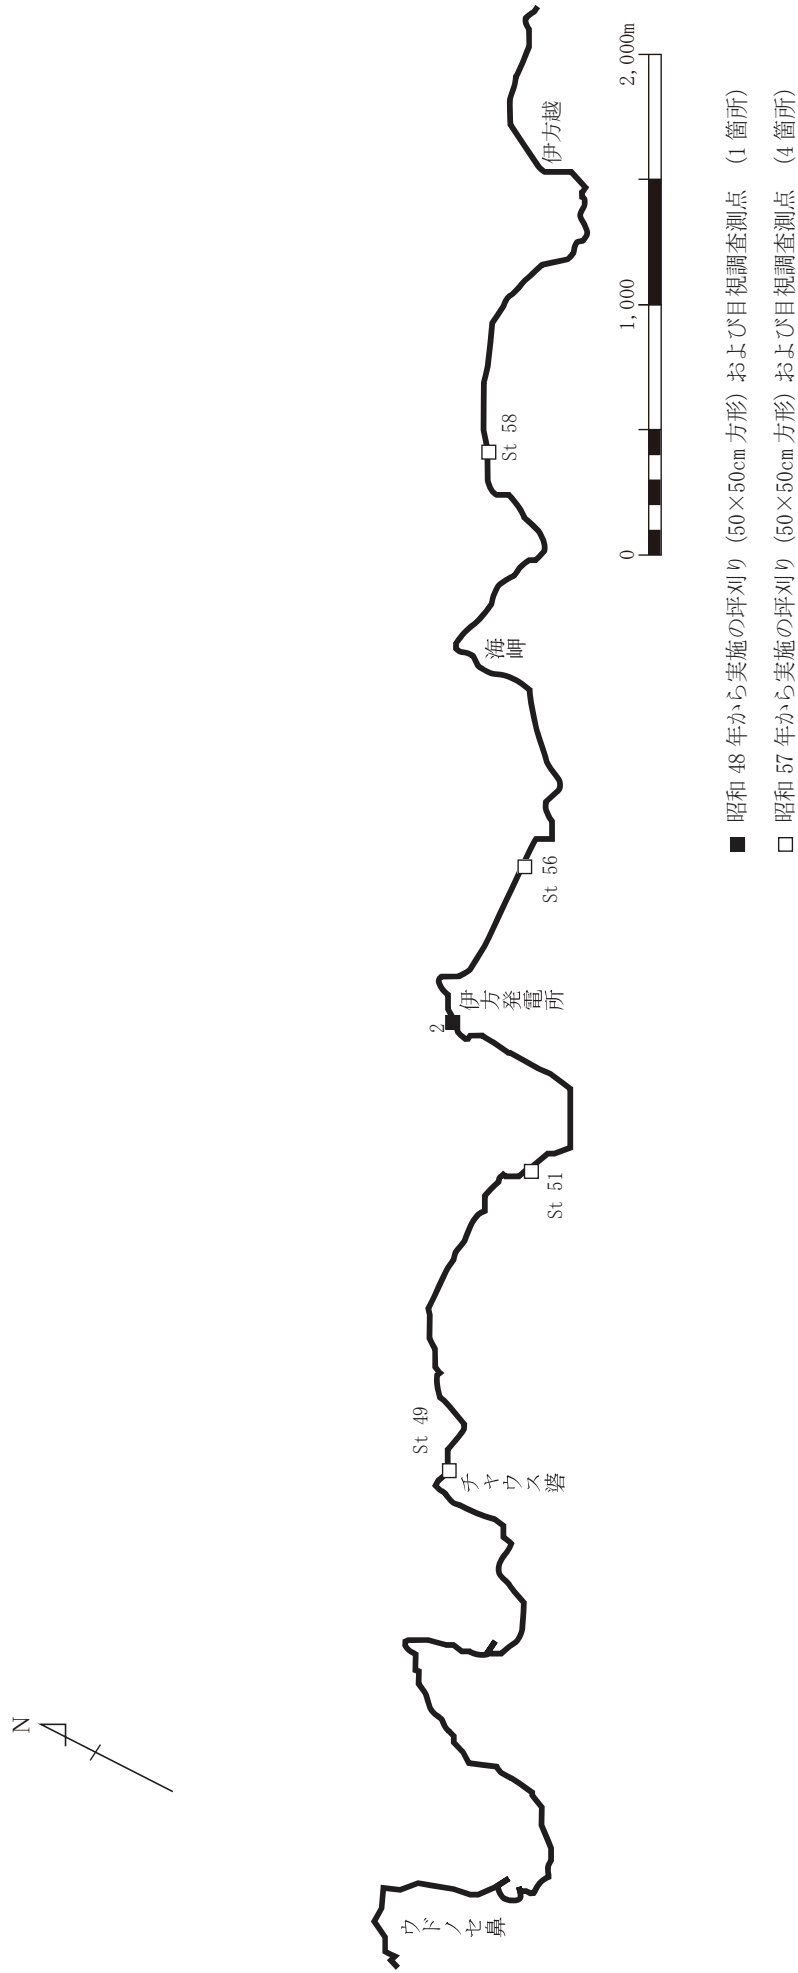 N
ウドノセ鼻
チャウス碆
St 49
St 51
2
伊方発電所
St 56
海岬
St 58
伊方越
0 1,000 2,000m
■ 昭和 48 年から実施の坪刈り（50×50cm 方形）および目視調査測点 （1 箇所）
□ 昭和 57 年から実施の坪刈り（50×50cm 方形）および目視調査測点 （4 箇所）